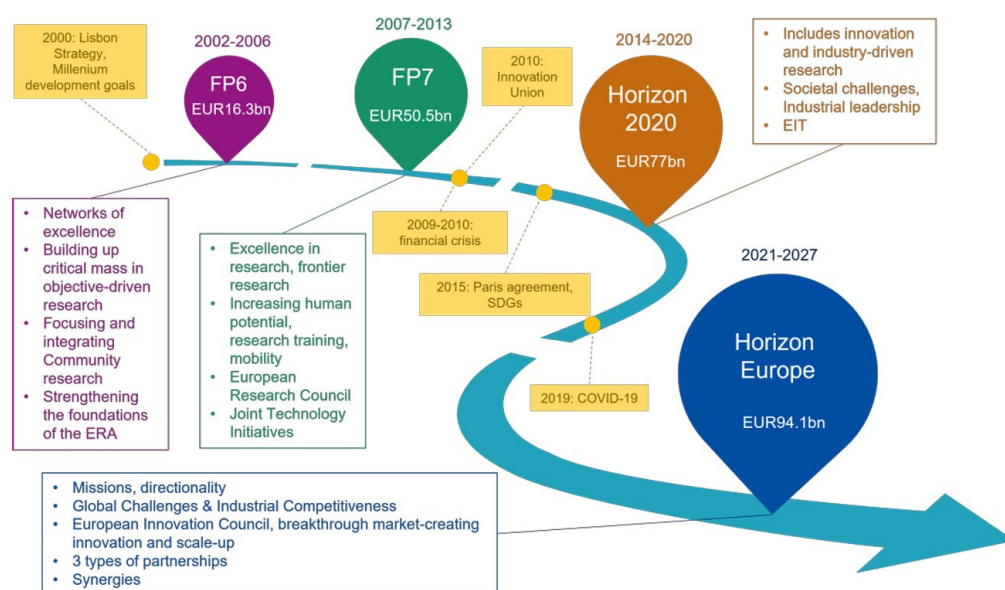 2000: Lisbon
Strategy,
Millenium
development goals
2002-2006
FP6
EUR16.3bn
2007-2013
FP7
EUR50.5bn
2010:
Innovation
Union
2014-2020
Horizon
2020
EUR77bn
• Includes innovation
and industry-driven
research
• Societal challenges,
Industrial leadership
• EIT
• Networks of
excellence
• Building up
critical mass in
objective-driven
research
• Focusing and
integrating
Community
research
• Strengthening
the foundations
of the ERA
• Excellence in
research, frontier
research
• Increasing human
potential,
research training,
mobility
• European
Research Council
• Joint Technology
Initiatives
2009-2010:
financial crisis
2015: Paris agreement,
SDGs
2019: COVID-19
2021-2027
Horizon
Europe
EUR94.1bn
• Missions, directionality
• Global Challenges & Industrial Competitiveness
• European Innovation Council, breakthrough market-creating
innovation and scale-up
• 3 types of partnerships
• Synergies